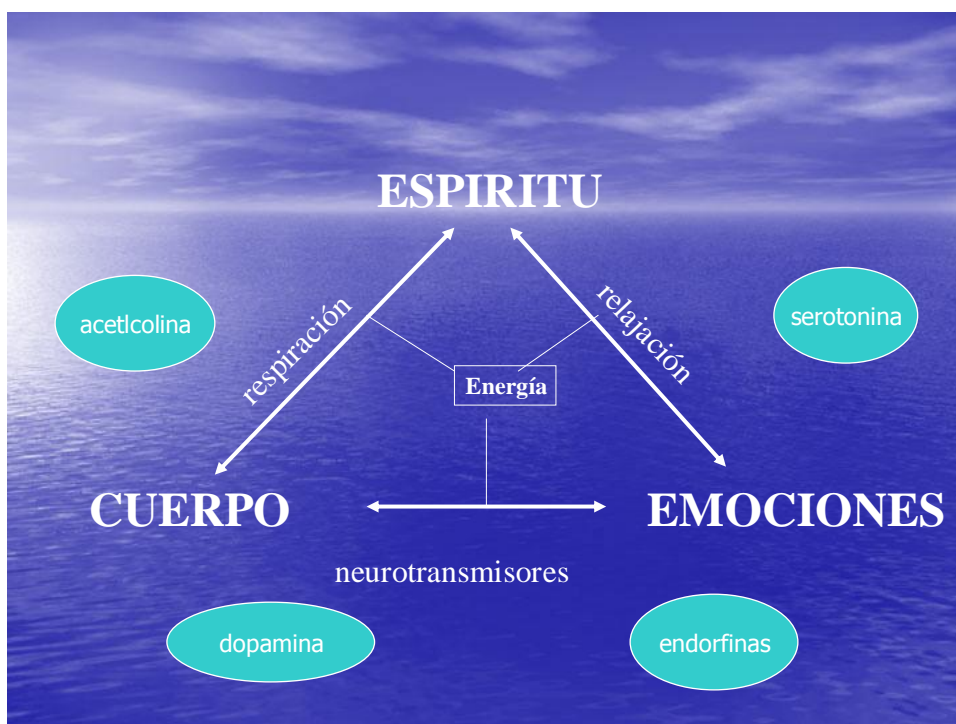 ESPIRITU
acetlcolina
respiración
relajación
serotonina
Energía
CUERPO
EMOCIONES
neurotransmisores
dopamina
endorfinas